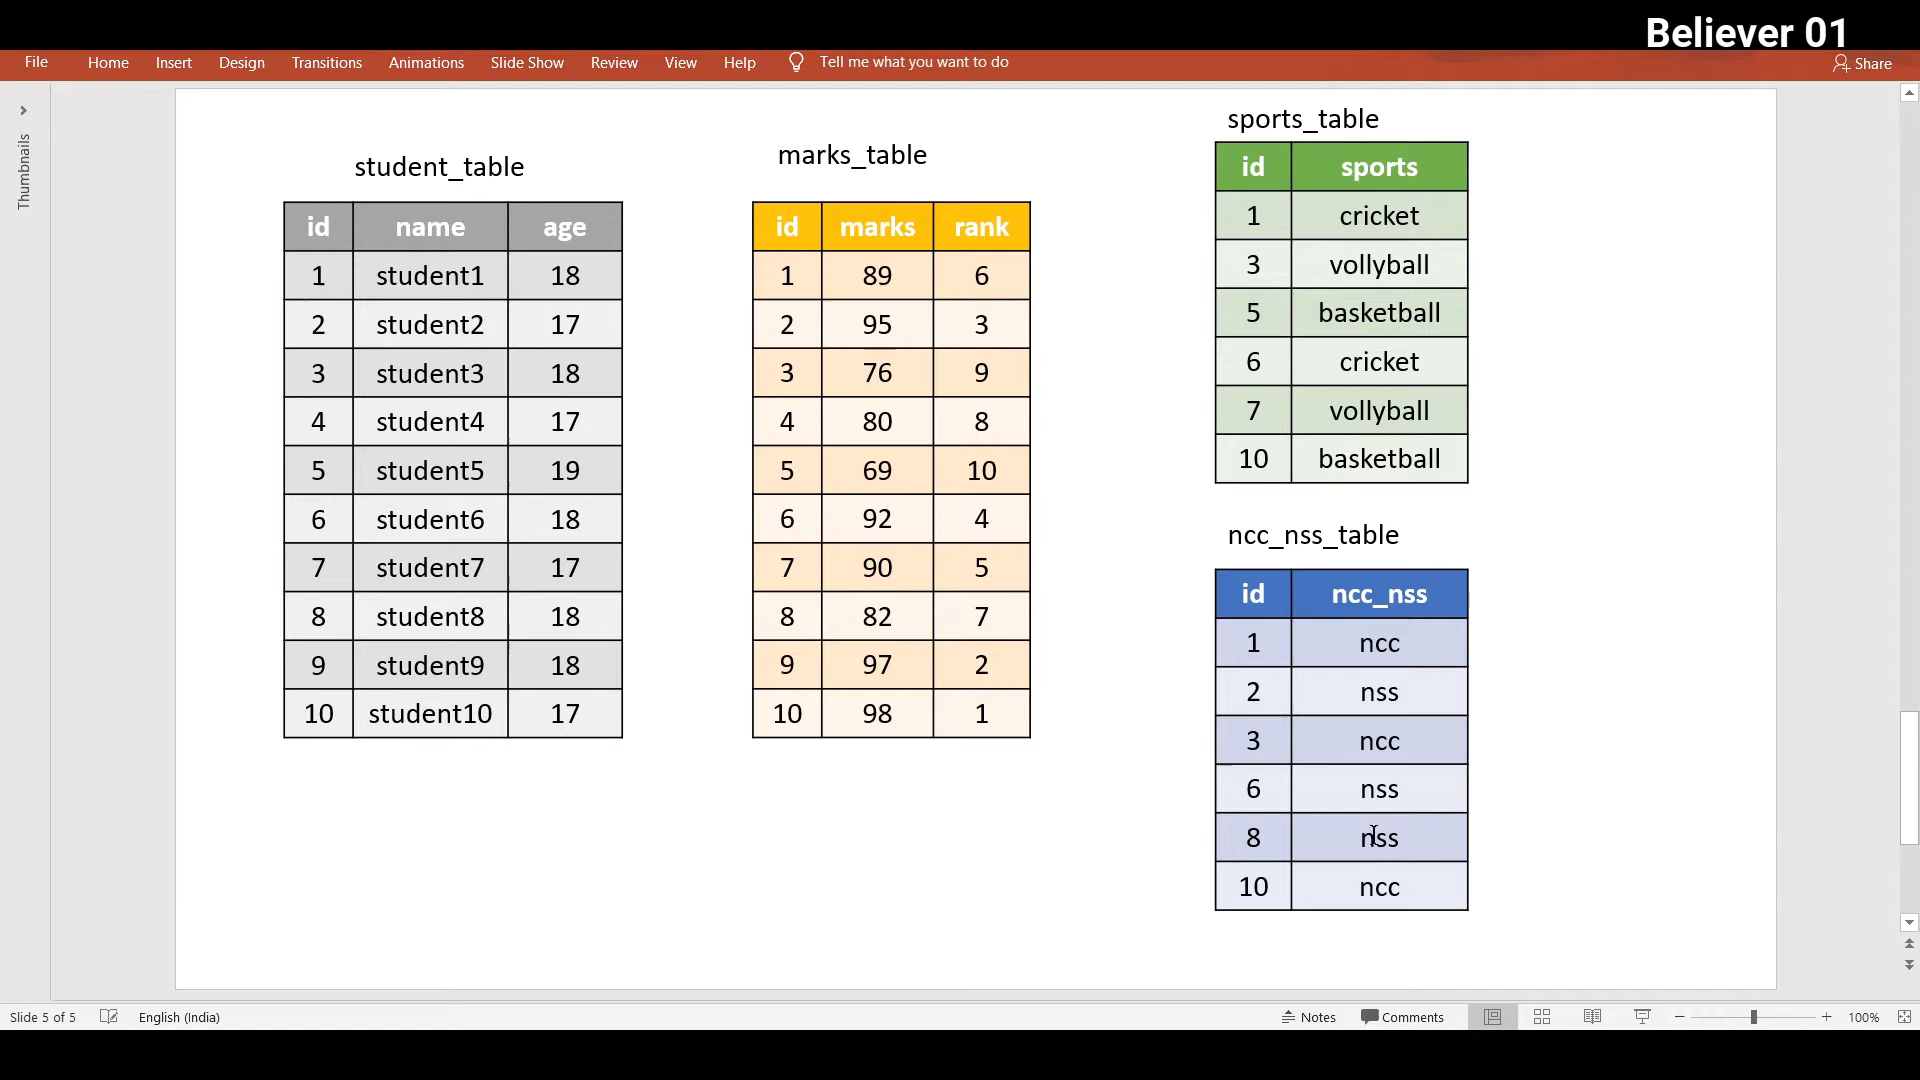 Believer 01
File Home Insert Design Transitions Animations Slide Show Review View Help Tell me what you want to do Share
Thumbnails
student_table
id name age
1 student1 18
2 student2 17
3 student3 18
4 student4 17
5 student5 19
6 student6 18
7 student7 17
8 student8 18
9 student9 18
10 student10 17
marks_table
id marks rank
1 89 6
2 95 3
3 76 9
4 80 8
5 69 10
6 92 4
7 90 5
8 82 7
9 97 2
10 98 1
sports_table
id sports
1 cricket
3 vollyball
5 basketball
6 cricket
7 vollyball
10 basketball
ncc_nss_table
id ncc_nss
1 ncc
2 nss
3 ncc
6 nss
8 nss
10 ncc
Slide 5 of 5 English (India) Notes Comments 100%